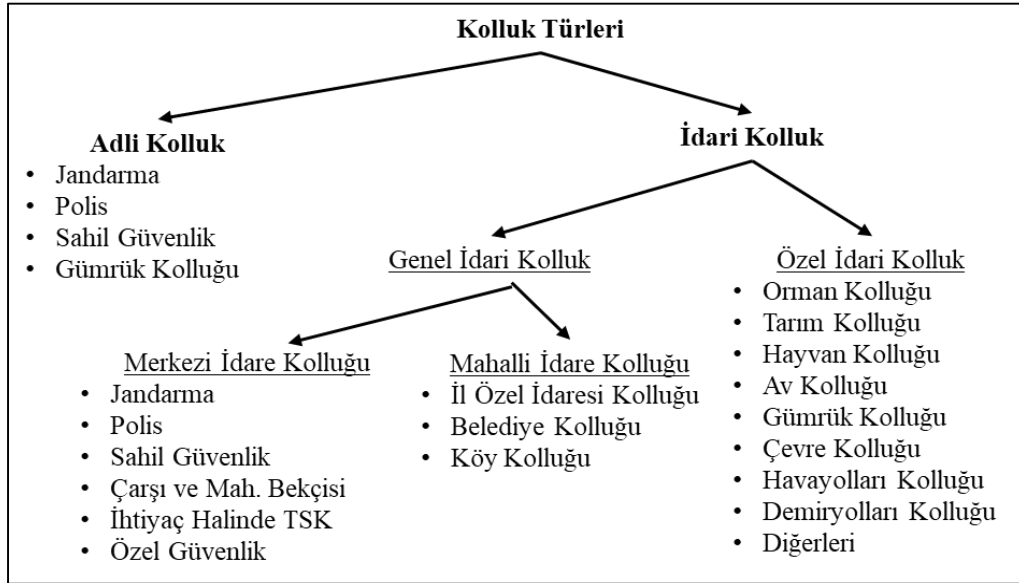 Kolluk Türleri
Adli Kolluk
• Jandarma
• Polis
• Sahil Güvenlik
• Gümrük Kolluğu
İdari Kolluk
Genel İdari Kolluk
Merkezi İdare Kolluğu
• Jandarma
• Polis
• Sahil Güvenlik
• Çarşı ve Mah. Bekçisi
• İhtiyaç Halinde TSK
• Özel Güvenlik
Mahalli İdare Kolluğu
• İl Özel İdaresi Kolluğu
• Belediye Kolluğu
• Köy Kolluğu
Özel İdari Kolluk
• Orman Kolluğu
• Tarım Kolluğu
• Hayvan Kolluğu
• Av Kolluğu
• Gümrük Kolluğu
• Çevre Kolluğu
• Havayolları Kolluğu
• Demiryolları Kolluğu
• Diğerleri